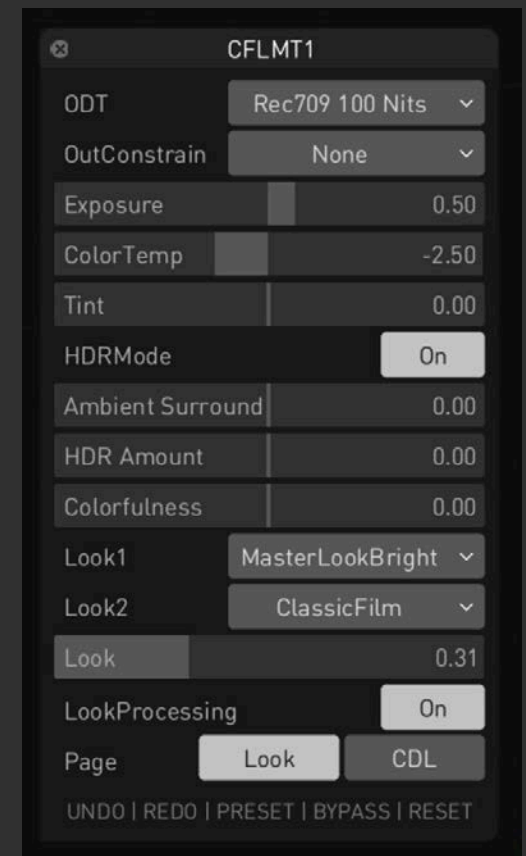 CFLMT1
ODT Rec709 100 Nits
OutConstrain None
Exposure 0.50
ColorTemp -2.50
Tint 0.00
HDRMode On
Ambient Surround 0.00
HDR Amount 0.00
Colorfulness 0.00
Look1 MasterLookBright
Look2 ClassicFilm
Look 0.31
LookProcessing On
Page Look CDL
UNDO | REDO | PRESET | BYPASS | RESET